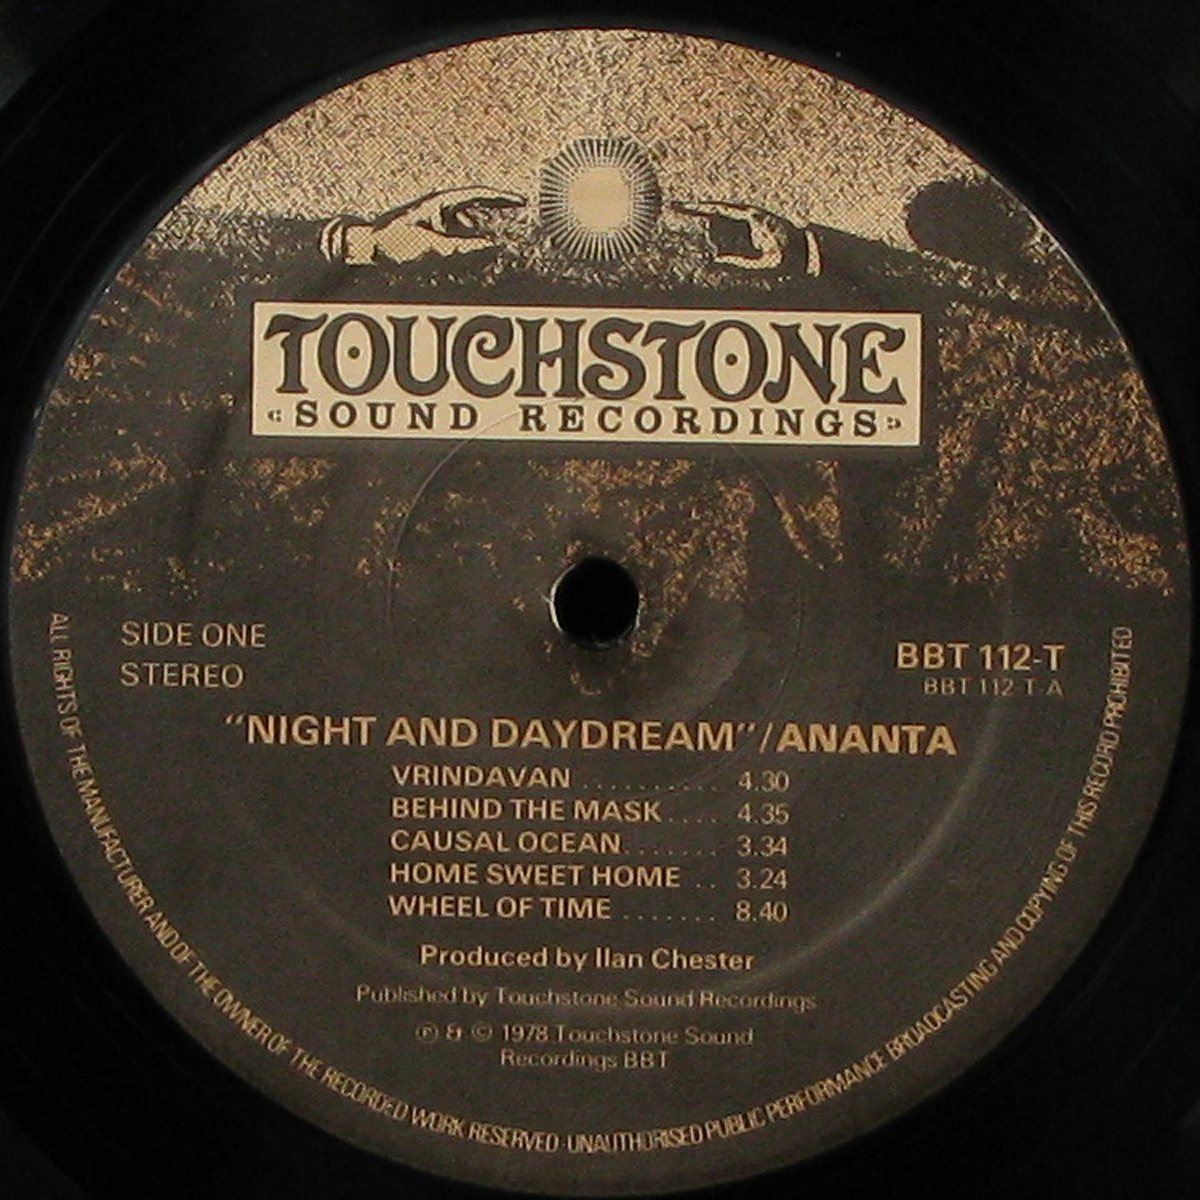 TOUCHSTONE
SOUND RECORDINGS
SIDE ONE
STEREO
BBT 112-T
BBT 112 T-A
"NIGHT AND DAYDREAM"/ANANTA
VRINDAVAN .......... 4.30
BEHIND THE MASK .... 4.35
CAUSAL OCEAN ....... 3.34
HOME SWEET HOME .. 3.24
WHEEL OF TIME ....... 8.40
Produced by Ilan Chester
Published by Touchstone Sound Recordings
℗ & © 1978 Touchstone Sound
Recordings BBT
ALL RIGHTS OF THE MANUFACTURER AND OF THE OWNER OF THE RECORDED WORK RESERVED · UNAUTHORISED PUBLIC PERFORMANCE BROADCASTING AND COPYING OF THIS RECORD PROHIBITED